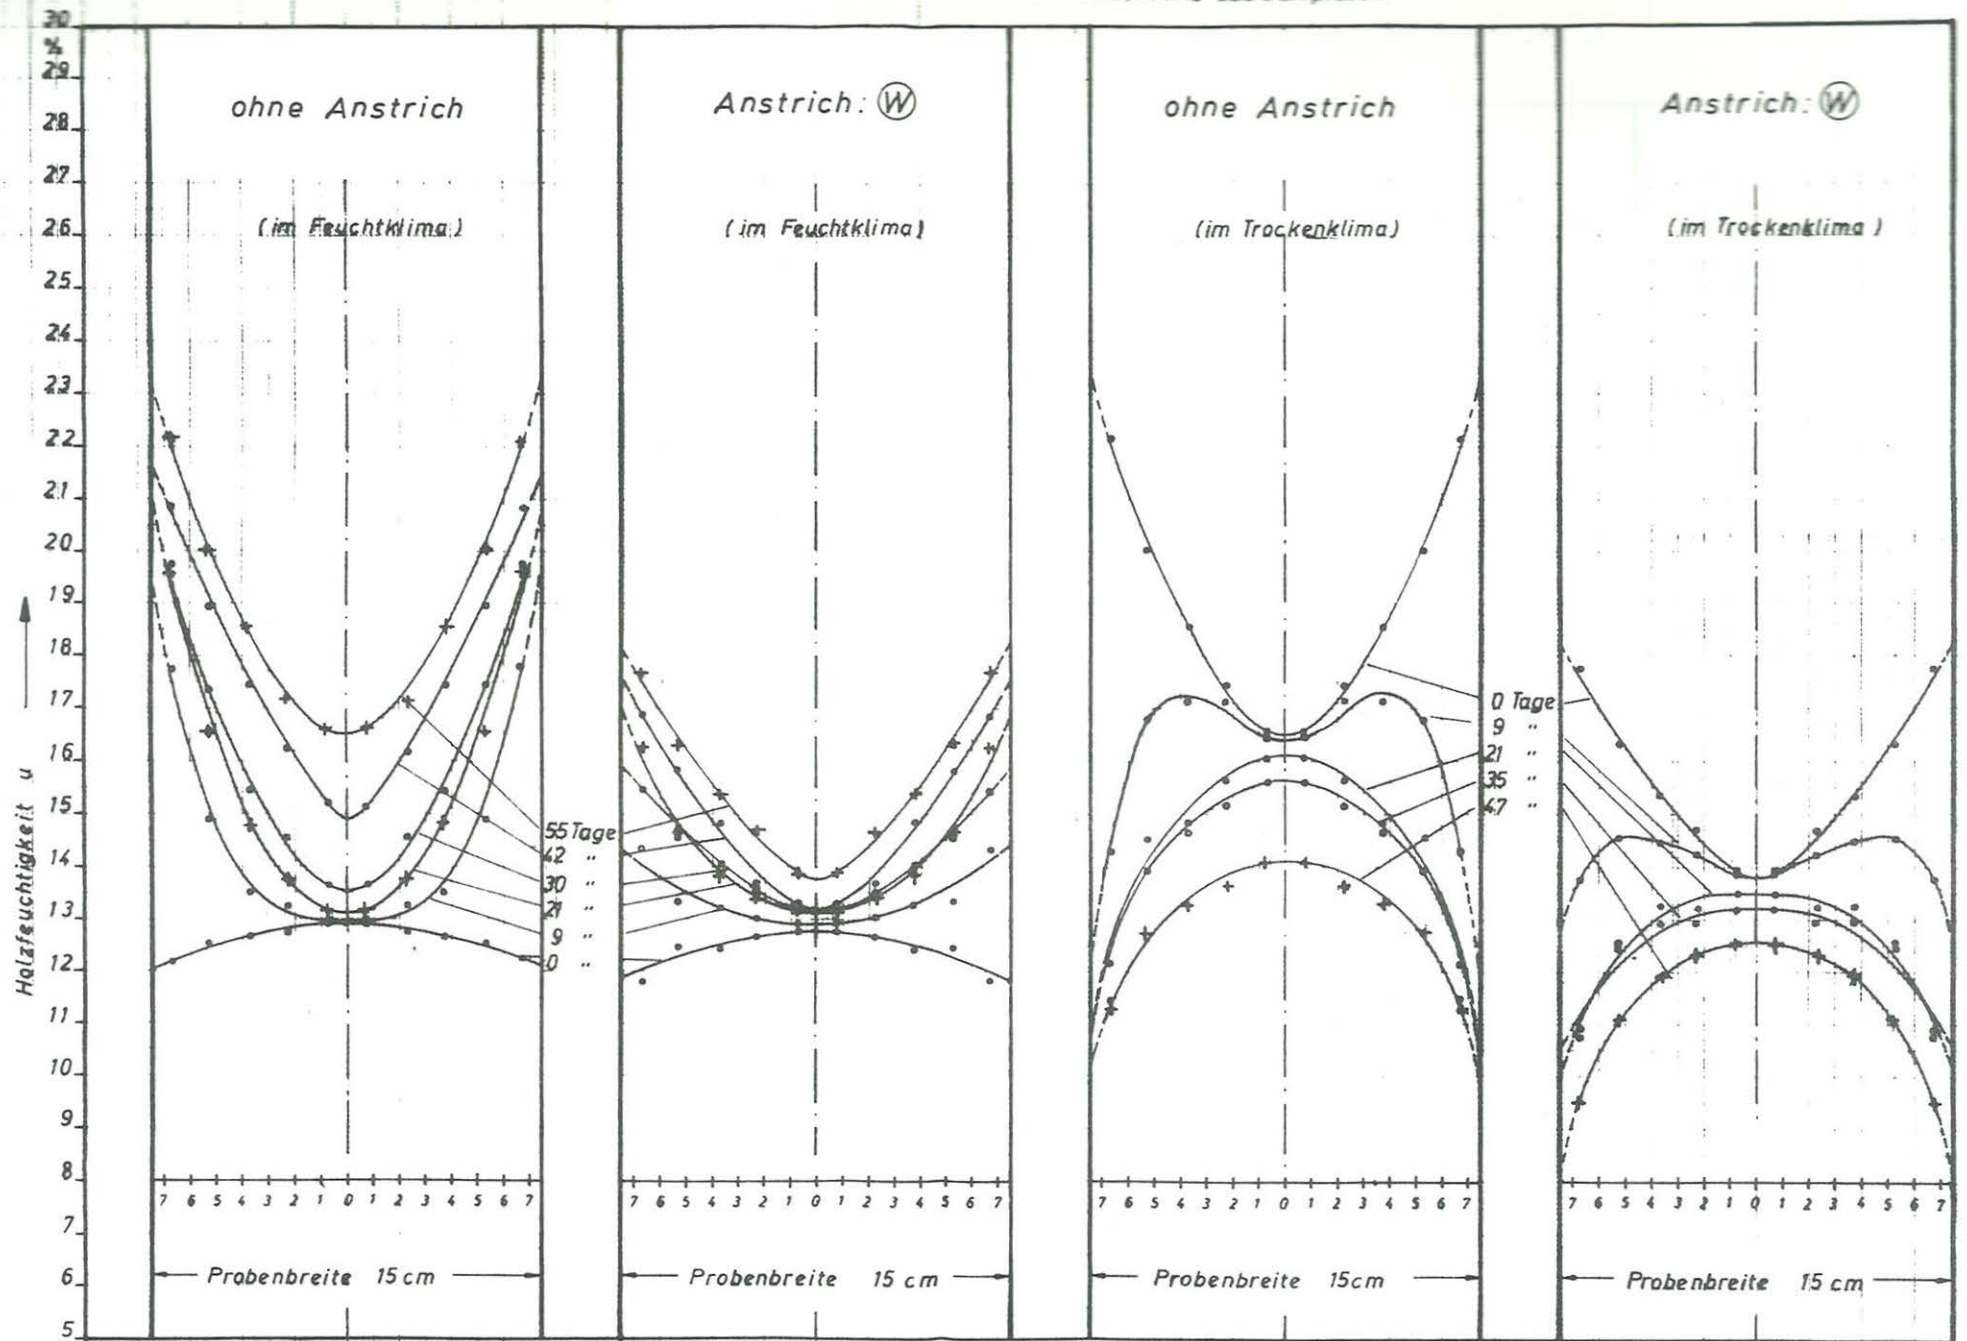 30
%
29
28
27
26
25
24
23
22
21
20
19
18
17
16
15
14
13
12
11
10
9
8
7
6
5
Holzfeuchtigkeit u
ohne Anstrich
(im Feuchtklima)
7 6 5 4 3 2 1 0 1 2 3 4 5 6 7
Probenbreite 15 cm
55 Tage
42 "
30 "
21 "
9 "
0 "
Anstrich: W
(im Feuchtklima)
7 6 5 4 3 2 1 0 1 2 3 4 5 6 7
Probenbreite 15 cm
ohne Anstrich
(im Trockenklima)
7 6 5 4 3 2 1 0 1 2 3 4 5 6 7
Probenbreite 15cm
0 Tage
9 "
21 "
35 "
47 "
Anstrich: W
(im Trockenklima)
7 6 5 4 3 2 1 0 1 2 3 4 5 6 7
Probenbreite 15 cm